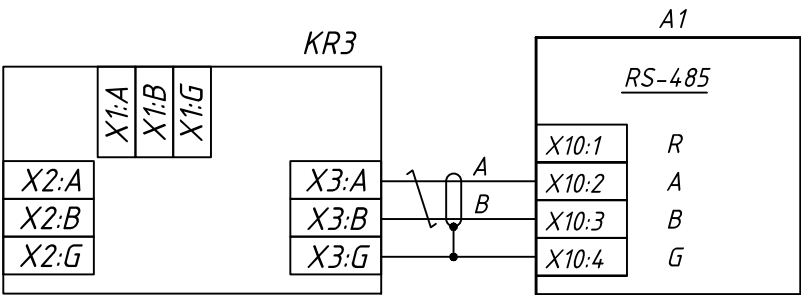 KR3
A1
X1:A
X1:B
X1:G
RS-485
X10:1 R
X2:A X3:A A X10:2 A
X2:B X3:B B X10:3 B
X2:G X3:G X10:4 G